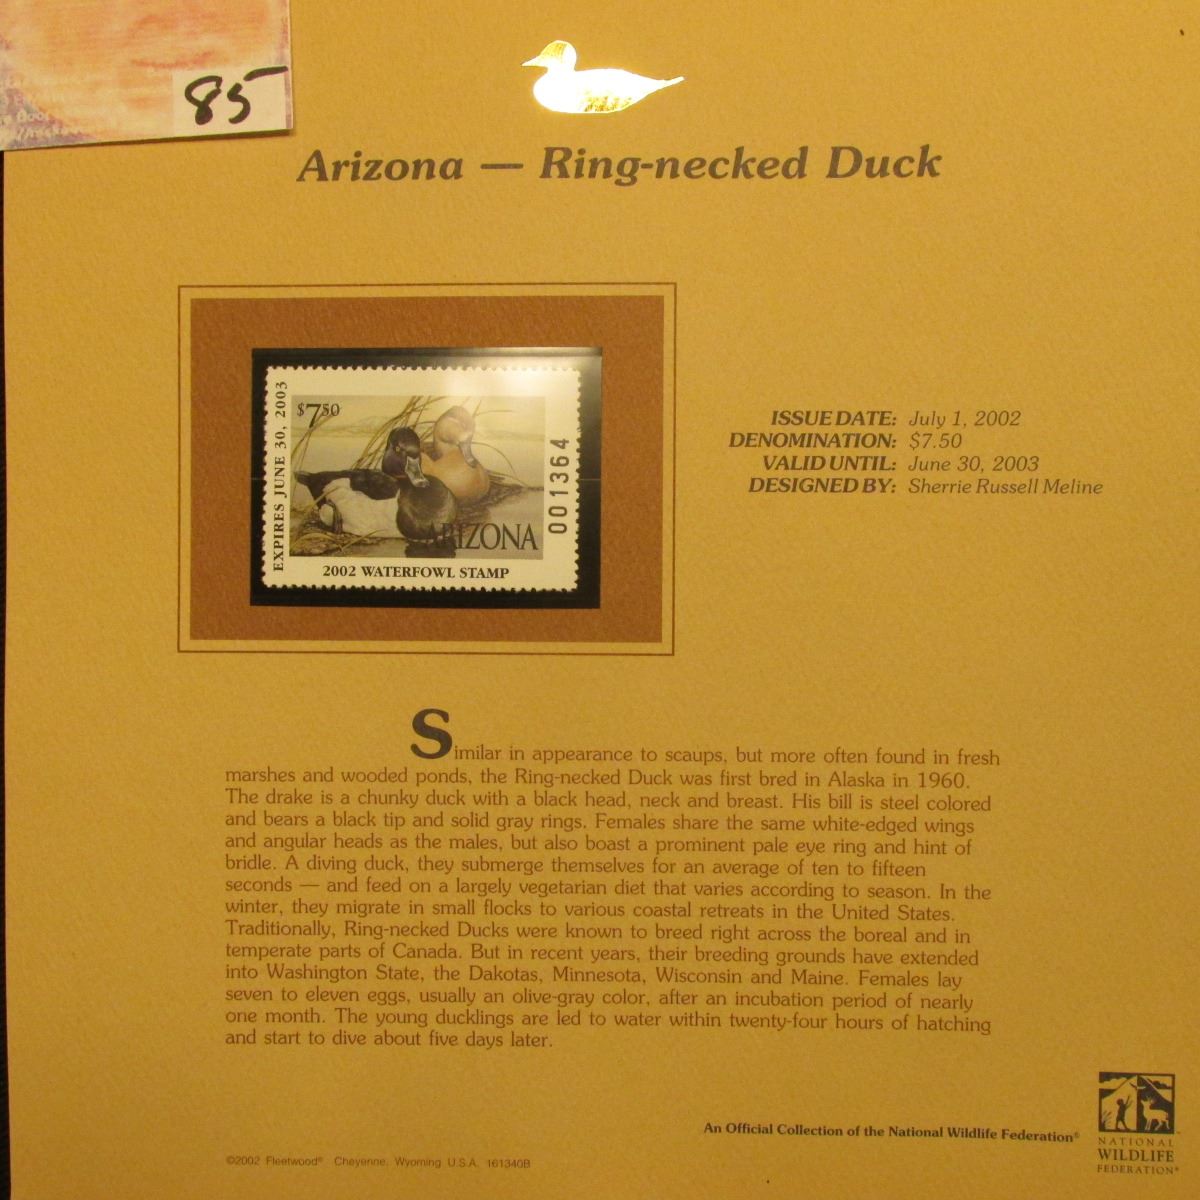 85
Arizona — Ring-necked Duck
EXPIRES JUNE 30, 2003
$7.50
001364
ARIZONA
2002 WATERFOWL STAMP
ISSUE DATE: July 1, 2002
DENOMINATION: $7.50
VALID UNTIL: June 30, 2003
DESIGNED BY: Sherrie Russell Meline
Similar in appearance to scaups, but more often found in fresh
marshes and wooded ponds, the Ring-necked Duck was first bred in Alaska in 1960.
The drake is a chunky duck with a black head, neck and breast. His bill is steel colored
and bears a black tip and solid gray rings. Females share the same white-edged wings
and angular heads as the males, but also boast a prominent pale eye ring and hint of
bridle. A diving duck, they submerge themselves for an average of ten to fifteen
seconds — and feed on a largely vegetarian diet that varies according to season. In the
winter, they migrate in small flocks to various coastal retreats in the United States.
Traditionally, Ring-necked Ducks were known to breed right across the boreal and in
temperate parts of Canada. But in recent years, their breeding grounds have extended
into Washington State, the Dakotas, Minnesota, Wisconsin and Maine. Females lay
seven to eleven eggs, usually an olive-gray color, after an incubation period of nearly
one month. The young ducklings are led to water within twenty-four hours of hatching
and start to dive about five days later.
An Official Collection of the National Wildlife Federation®
NATIONAL
WILDLIFE
FEDERATION®
©2002 Fleetwood® Cheyenne, Wyoming U.S.A. 161340B